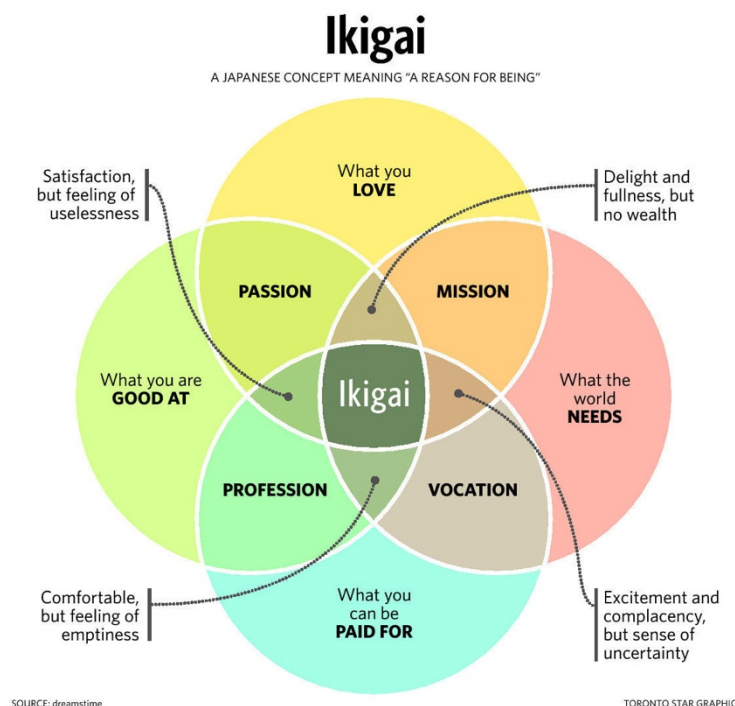 Ikigai
A JAPANESE CONCEPT MEANING “A REASON FOR BEING”
Satisfaction,
but feeling of
uselessness
What you
LOVE
Delight and
fullness, but
no wealth
PASSION
MISSION
What you are
GOOD AT
Ikigai
What the
world
NEEDS
PROFESSION
VOCATION
Comfortable,
but feeling of
emptiness
What you
can be
PAID FOR
Excitement and
complacency,
but sense of
uncertainty
SOURCE: dreamstime
TORONTO STAR GRAPHIC